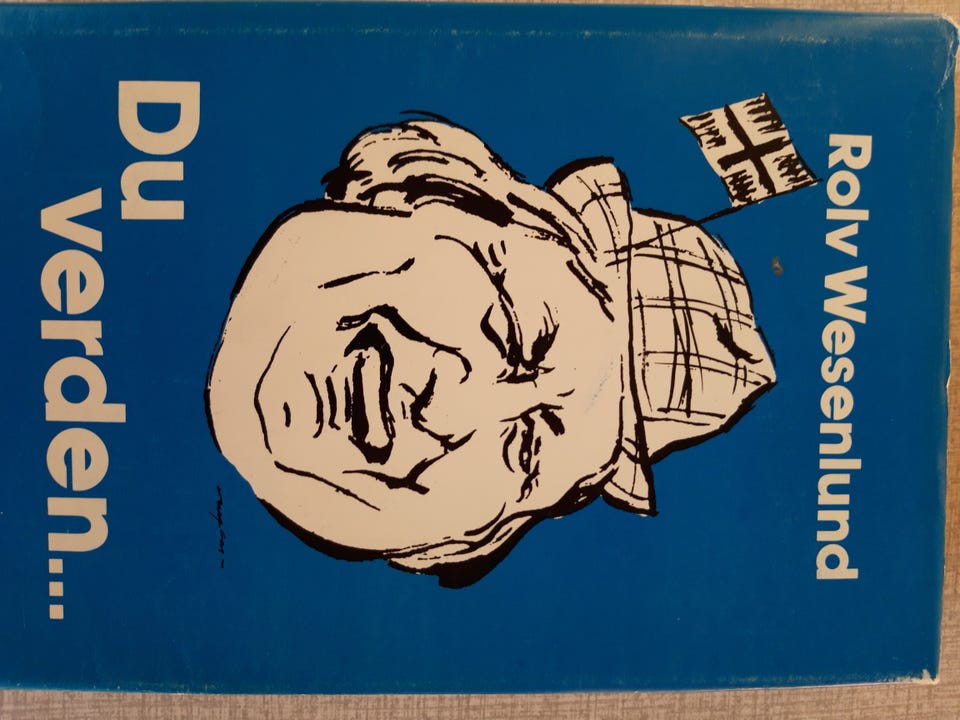 Rolv Wesenlund
Du
verden...